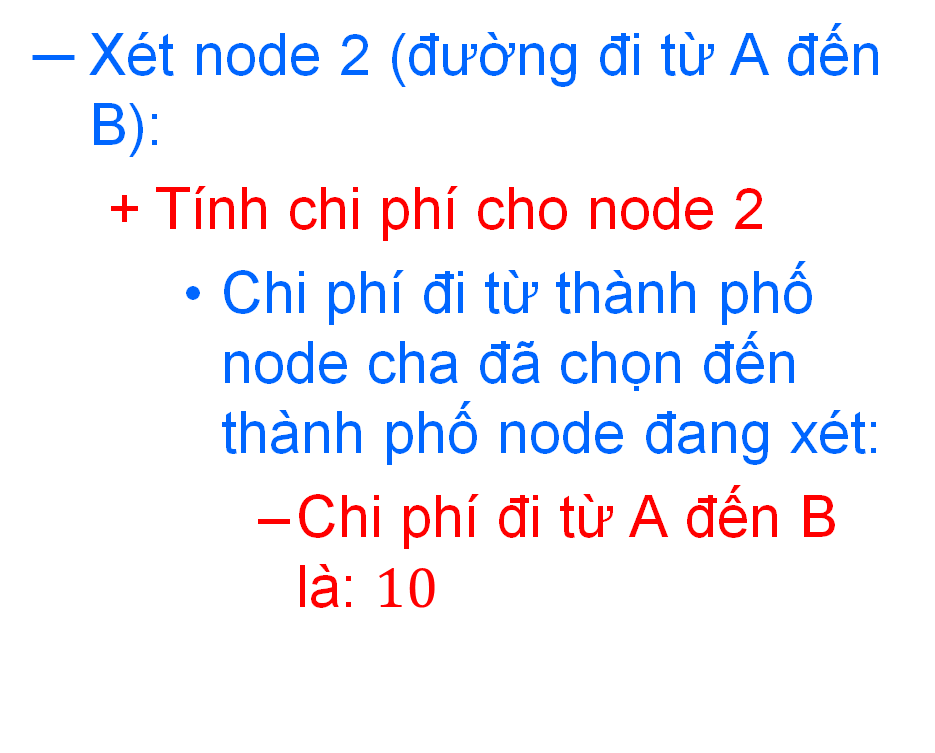 – Xét node 2 (đường đi từ A đến
B):
+ Tính chi phí cho node 2
• Chi phí đi từ thành phố
node cha đã chọn đến
thành phố node đang xét:
– Chi phí đi từ A đến B
là: 10